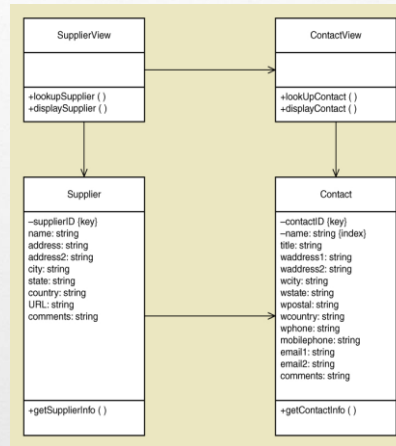 SupplierView
+lookupSupplier ( )
+displaySupplier ( )
ContactView
+lookUpContact ( )
+displayContact ( )
Supplier
–supplierID {key}
name: string
address: string
address2: string
city: string
state: string
country: string
URL: string
comments: string
+getSupplierInfo ( )
Contact
–contactID {key}
–name: string {index}
title: string
waddress1: string
waddress2: string
wcity: string
wstate: string
wpostal: string
wcountry: string
wphone: string
mobilephone: string
email1: string
email2: string
comments: string
+getContactInfo ( )